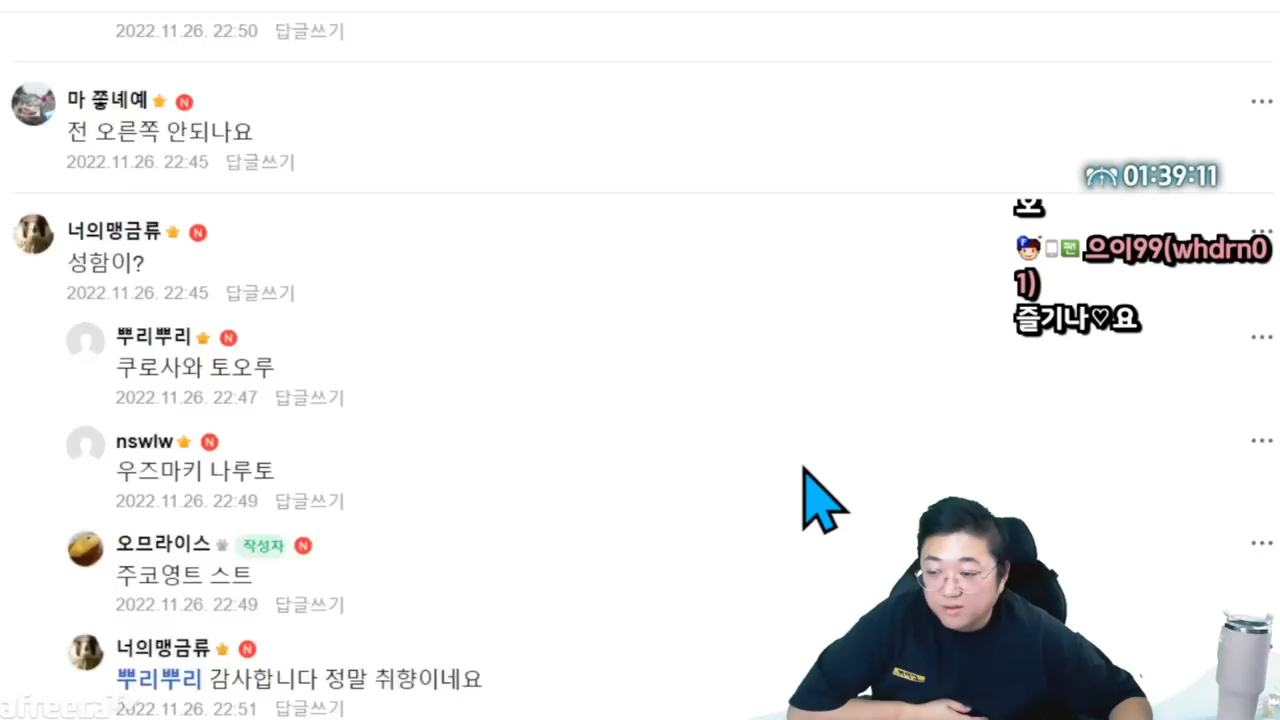 2022.11.26. 22:50 답글쓰기
마 쫗네예 N
전 오른쪽 안되나요
2022.11.26. 22:45 답글쓰기
01:39:11
너의맹금류 N
성함이?
2022.11.26. 22:45 답글쓰기
팬 으이99(whdrn0
1)
즐기나♡요
뿌리뿌리 N
쿠로사와 토오루
2022.11.26. 22:47 답글쓰기
nswlw N
우즈마키 나루토
2022.11.26. 22:49 답글쓰기
오므라이스 작성자 N
주코영트 스트
2022.11.26. 22:49 답글쓰기
너의맹금류 N
뿌리뿌리 감사합니다 정말 취향이네요
2022.11.26. 22:51 답글쓰기